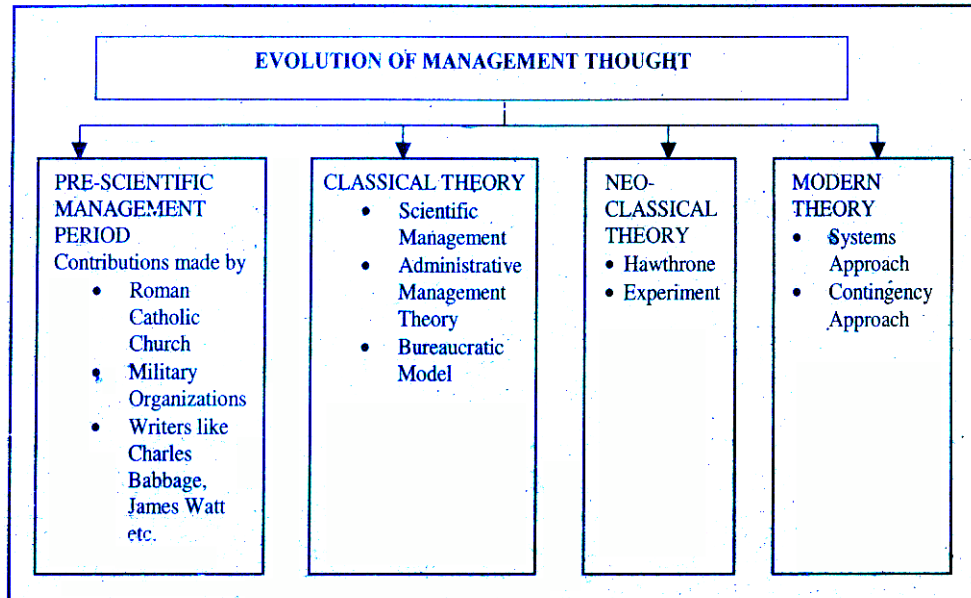 EVOLUTION OF MANAGEMENT THOUGHT
PRE-SCIENTIFIC
MANAGEMENT
PERIOD
Contributions made by
• Roman
Catholic
Church
• Military
Organizations
• Writers like
Charles
Babbage,
James Watt
etc.
CLASSICAL THEORY
• Scientific
Management
• Administrative
Management
Theory
• Bureaucratic
Model
NEO-
CLASSICAL
THEORY
• Hawthrone
• Experiment
MODERN
THEORY
• Systems
Approach
• Contingency
Approach